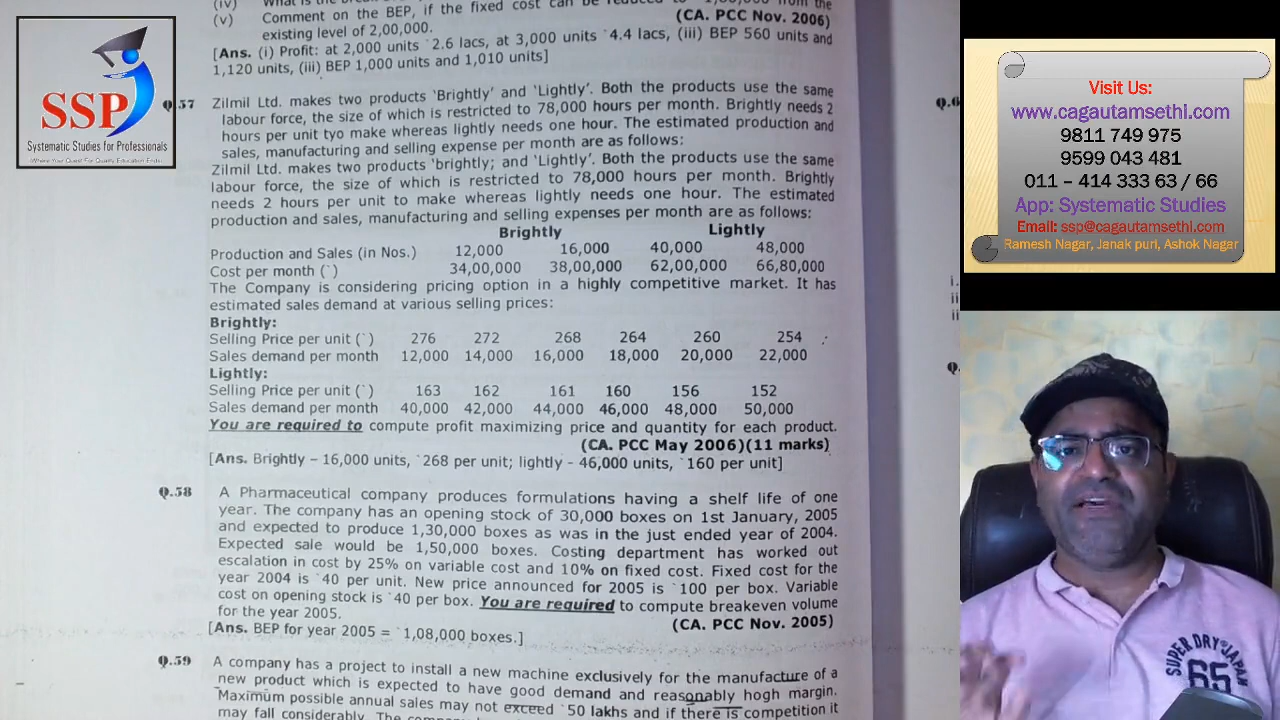 (iv) What is the
(v) Comment on the BEP, if the fixed cost can be reduced to from the
existing level of 2,00,000. (CA. PCC Nov. 2006)
[Ans. (i) Profit: at 2,000 units `2.6 lacs, at 3,000 units `4.4 lacs, (iii) BEP 560 units and
1,120 units, (iii) BEP 1,000 units and 1,010 units]
SSP
Systematic Studies for Professionals
Where Your Quest For Quality Education Ends
Q.57 Zilmil Ltd. makes two products 'Brightly' and 'Lightly'. Both the products use the same
labour force, the size of which is restricted to 78,000 hours per month. Brightly needs 2
hours per unit tyo make whereas lightly needs one hour. The estimated production and
sales, manufacturing and selling expense per month are as follows:
Zilmil Ltd. makes two products 'brightly; and 'Lightly'. Both the products use the same
labour force, the size of which is restricted to 78,000 hours per month. Brightly
needs 2 hours per unit to make whereas lightly needs one hour. The estimated
production and sales, manufacturing and selling expenses per month are as follows:
Brightly Lightly
Production and Sales (in Nos.) 12,000 16,000 40,000 48,000
Cost per month (`) 34,00,000 38,00,000 62,00,000 66,80,000
The Company is considering pricing option in a highly competitive market. It has
estimated sales demand at various selling prices:
Brightly:
Selling Price per unit (`) 276 272 268 264 260 254
Sales demand per month 12,000 14,000 16,000 18,000 20,000 22,000
Lightly:
Selling Price per unit (`) 163 162 161 160 156 152
Sales demand per month 40,000 42,000 44,000 46,000 48,000 50,000
You are required to compute profit maximizing price and quantity for each product.
(CA. PCC May 2006)(11 marks)
[Ans. Brightly – 16,000 units, `268 per unit; lightly - 46,000 units, `160 per unit]
Q.58 A Pharmaceutical company produces formulations having a shelf life of one
year. The company has an opening stock of 30,000 boxes on 1st January, 2005
and expected to produce 1,30,000 boxes as was in the just ended year of 2004.
Expected sale would be 1,50,000 boxes. Costing department has worked out
escalation in cost by 25% on variable cost and 10% on fixed cost. Fixed cost for the
year 2004 is `40 per unit. New price announced for 2005 is `100 per box. Variable
cost on opening stock is `40 per box. You are required to compute breakeven volume
for the year 2005. (CA. PCC Nov. 2005)
[Ans. BEP for year 2005 = `1,08,000 boxes.]
Q.59 A company has a project to install a new machine exclusively for the manufacture of a
new product which is expected to have good demand and reasonably hogh margin.
Maximum possible annual sales may not exceed `50 lakhs and if there is competition it
may fall considerably. The
Visit Us:
www.cagautamsethi.com
9811 749 975
9599 043 481
011 – 414 333 63 / 66
App: Systematic Studies
Email: ssp@cagautamsethi.com
Ramesh Nagar, Janak puri, Ashok Nagar
SUPER DRY JAPAN
65